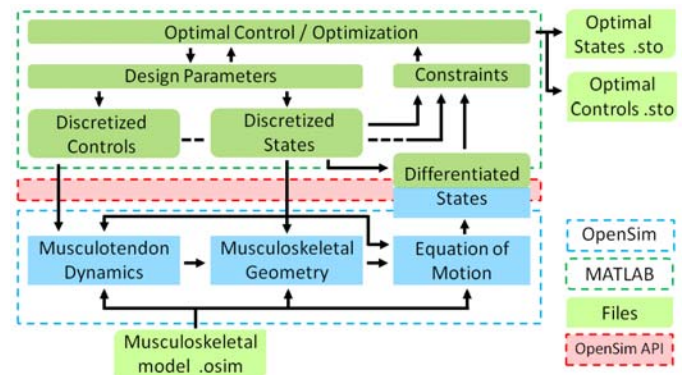 Optimal Control / Optimization
Design Parameters
Constraints
Discretized
Controls
Discretized
States
Differentiated
States
Musculotendon
Dynamics
Musculoskeletal
Geometry
Equation of
Motion
Musculoskeletal
model .osim
Optimal
States .sto
Optimal
Controls .sto
OpenSim
MATLAB
Files
OpenSim API